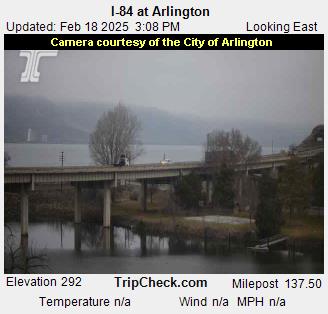 I-84 at Arlington
Updated: Feb 18 2025 3:08 PM Looking East
Camera courtesy of the City of Arlington
Elevation 292 TripCheck.com Milepost 137.50
Temperature n/a Wind n/a MPH n/a